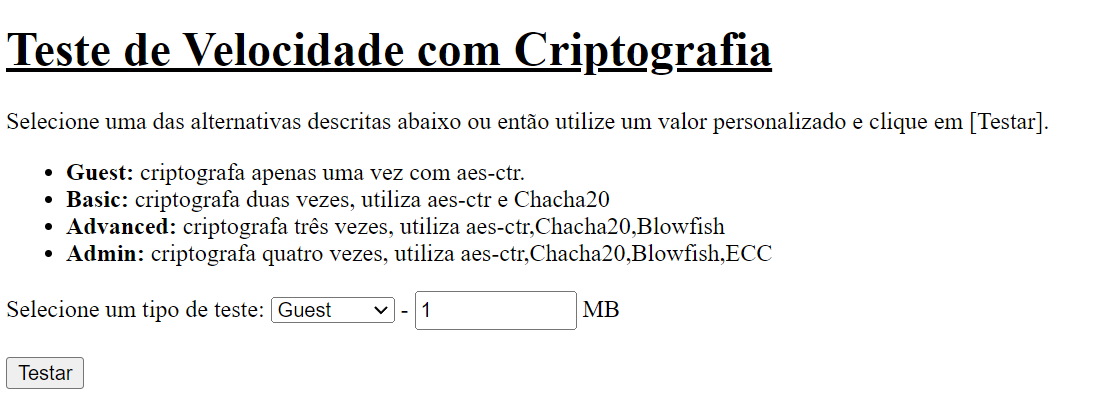 Teste de Velocidade com Criptografia
Selecione uma das alternativas descritas abaixo ou então utilize um valor personalizado e clique em [Testar].
Guest: criptografa apenas uma vez com aes-ctr.
Basic: criptografa duas vezes, utiliza aes-ctr e Chacha20
Advanced: criptografa três vezes, utiliza aes-ctr,Chacha20,Blowfish
Admin: criptografa quatro vezes, utiliza aes-ctr,Chacha20,Blowfish,ECC
Selecione um tipo de teste: Guest - 1 MB
Testar